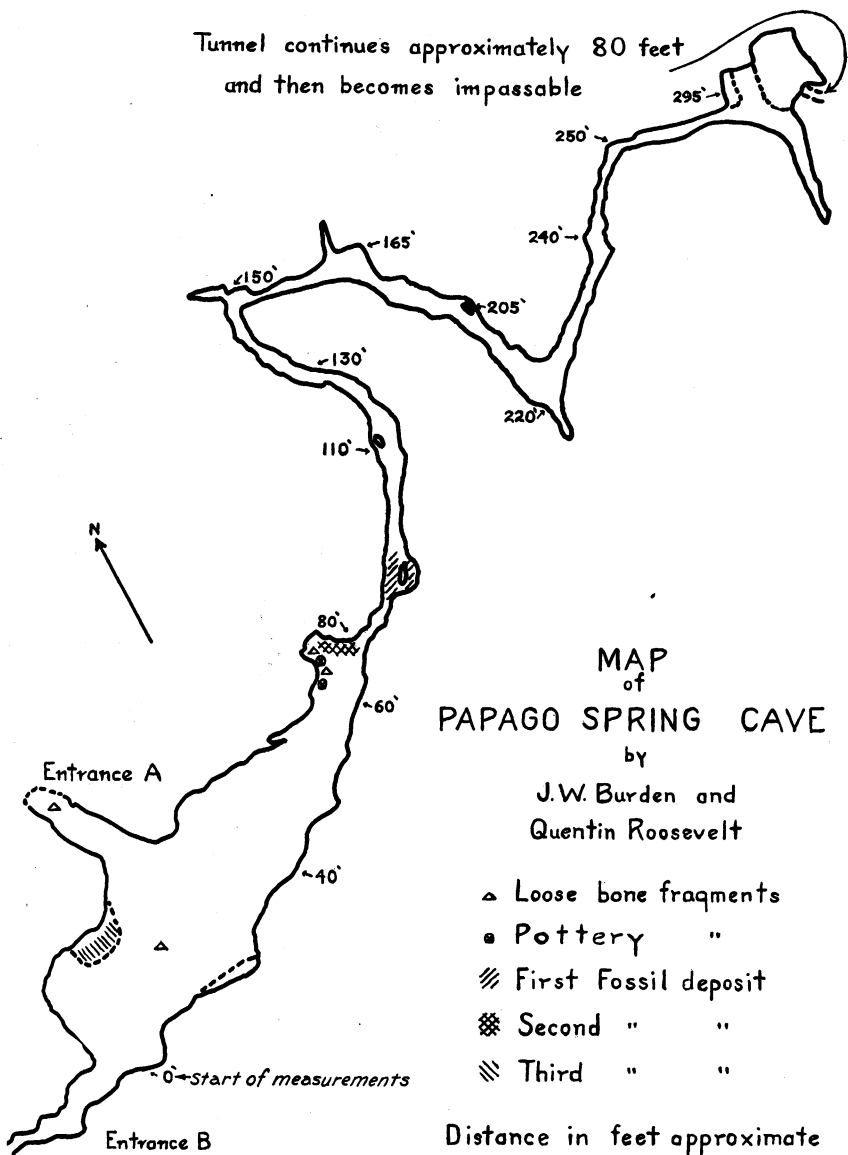 Tunnel continues approximately 80 feet
and then becomes impassable
295'
250'
240'
165'
150'
205'
130'
220'
110'
N
80'
60'
MAP
of
PAPAGO SPRING CAVE
by
J.W. Burden and
Quentin Roosevelt
Entrance A
40'
Loose bone fragments
Pottery "
First Fossil deposit
Second " "
Third " "
0' Start of measurements
Entrance B
Distance in feet approximate